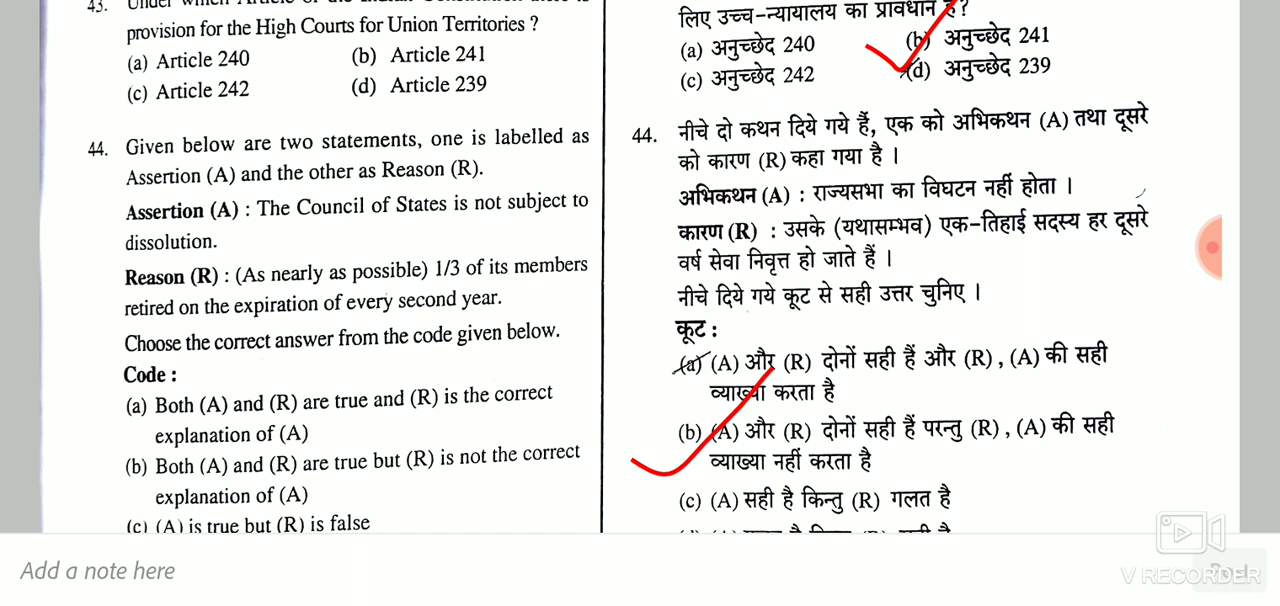 43.
provision for the High Courts for Union Territories ?
(a) Article 240
(b) Article 241
(c) Article 242
(d) Article 239
44. Given below are two statements, one is labelled as
Assertion (A) and the other as Reason (R).
Assertion (A) : The Council of States is not subject to
dissolution.
Reason (R) : (As nearly as possible) 1/3 of its members
retired on the expiration of every second year.
Choose the correct answer from the code given below.
Code :
(a) Both (A) and (R) are true and (R) is the correct
explanation of (A)
(b) Both (A) and (R) are true but (R) is not the correct
explanation of (A)
(c) (A) is true but (R) is false
लिए उच्च-न्यायालय का प्रावधान है?
(a) अनुच्छेद 240
(b) अनुच्छेद 241
(c) अनुच्छेद 242
(d) अनुच्छेद 239
44. नीचे दो कथन दिये गये हैं, एक को अभिकथन (A) तथा दूसरे
को कारण (R) कहा गया है ।
अभिकथन (A) : राज्यसभा का विघटन नहीं होता ।
कारण (R) : उसके (यथासम्भव) एक-तिहाई सदस्य हर दूसरे
वर्ष सेवा निवृत्त हो जाते हैं ।
नीचे दिये गये कूट से सही उत्तर चुनिए ।
कूट :
(a) (A) और (R) दोनों सही हैं और (R) , (A) की सही
व्याख्या करता है
(b) (A) और (R) दोनों सही हैं परन्तु (R) , (A) की सही
व्याख्या नहीं करता है
(c) (A) सही है किन्तु (R) गलत है
Add a note here
V RECORDER